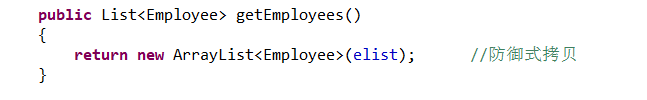 public List<Employee> getEmployees()
{
    return new ArrayList<Employee>(elist);      //防御式拷贝
}